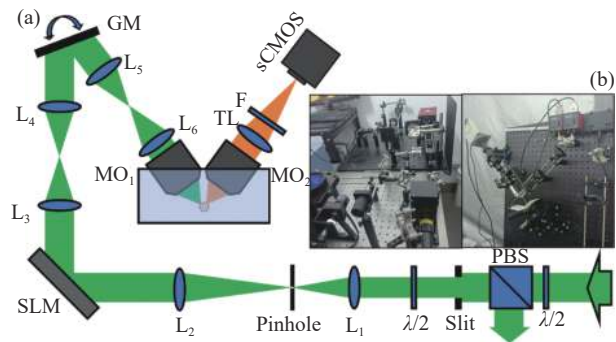 (a)
GM
sCMOS
L5
F
(b)
L4
TL
L6
MO1
MO2
L3
PBS
SLM
L2
Pinhole
L1
λ/2
Slit
λ/2